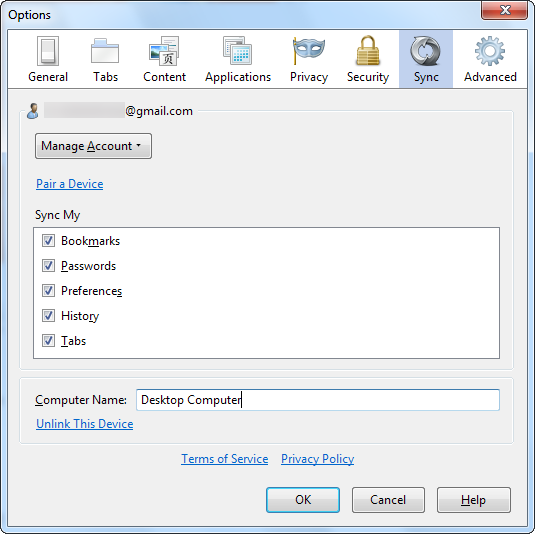 Options
General Tabs Content Applications Privacy Security Sync Advanced
@gmail.com
Manage Account
Pair a Device
Sync My
Bookmarks
Passwords
Preferences
History
Tabs
Computer Name: Desktop Computer
Unlink This Device
Terms of Service Privacy Policy
OK Cancel Help